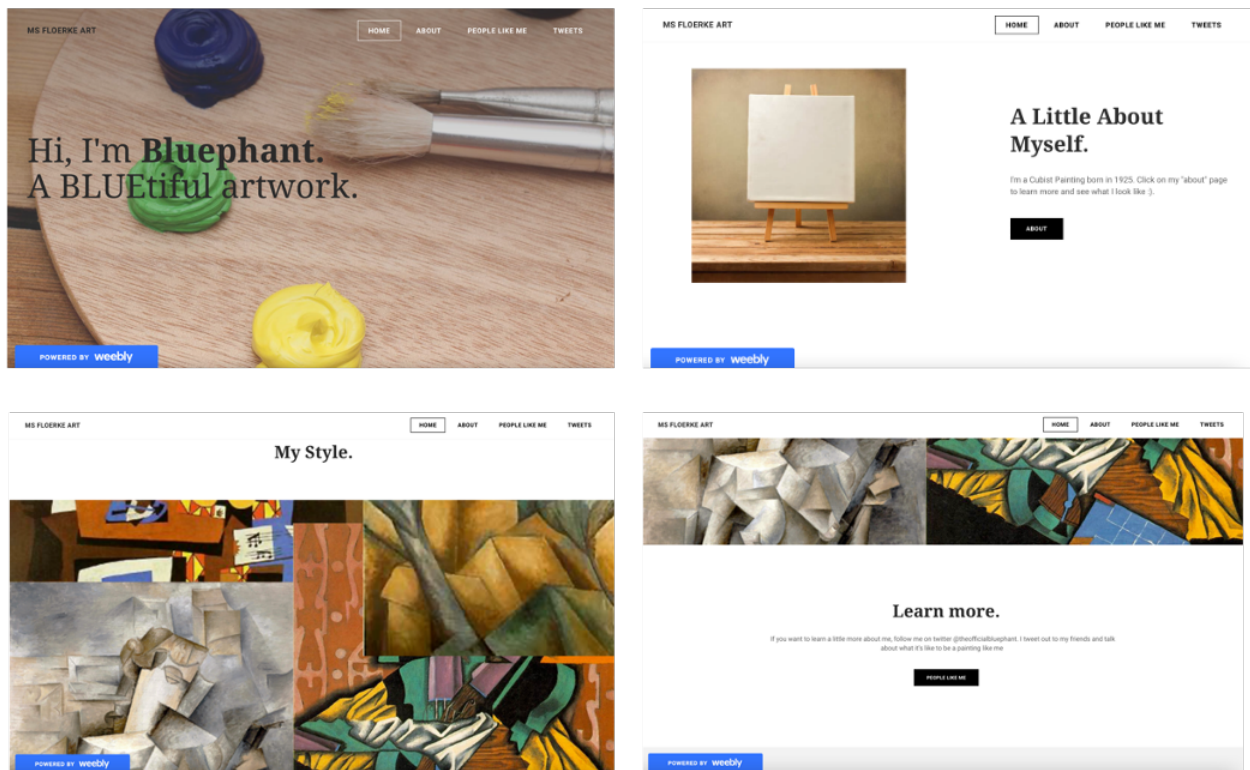 MS FLOERKE ART HOME ABOUT PEOPLE LIKE ME TWEETS
Hi, I'm Bluephant.
A BLUEtiful artwork.
POWERED BY weebly
MS FLOERKE ART HOME ABOUT PEOPLE LIKE ME TWEETS
A Little About
Myself.
I'm a Cubist Painting born in 1925. Click on my "about" page
to learn more and see what I look like :).
ABOUT
POWERED BY weebly
MS FLOERKE ART HOME ABOUT PEOPLE LIKE ME TWEETS
My Style.
POWERED BY weebly
MS FLOERKE ART HOME ABOUT PEOPLE LIKE ME TWEETS
Learn more.
If you want to learn a little more about me, follow me on twitter @theofficialbluephant. I tweet out to my friends and talk
about what it's like to be a painting like me
PEOPLE LIKE ME
POWERED BY weebly